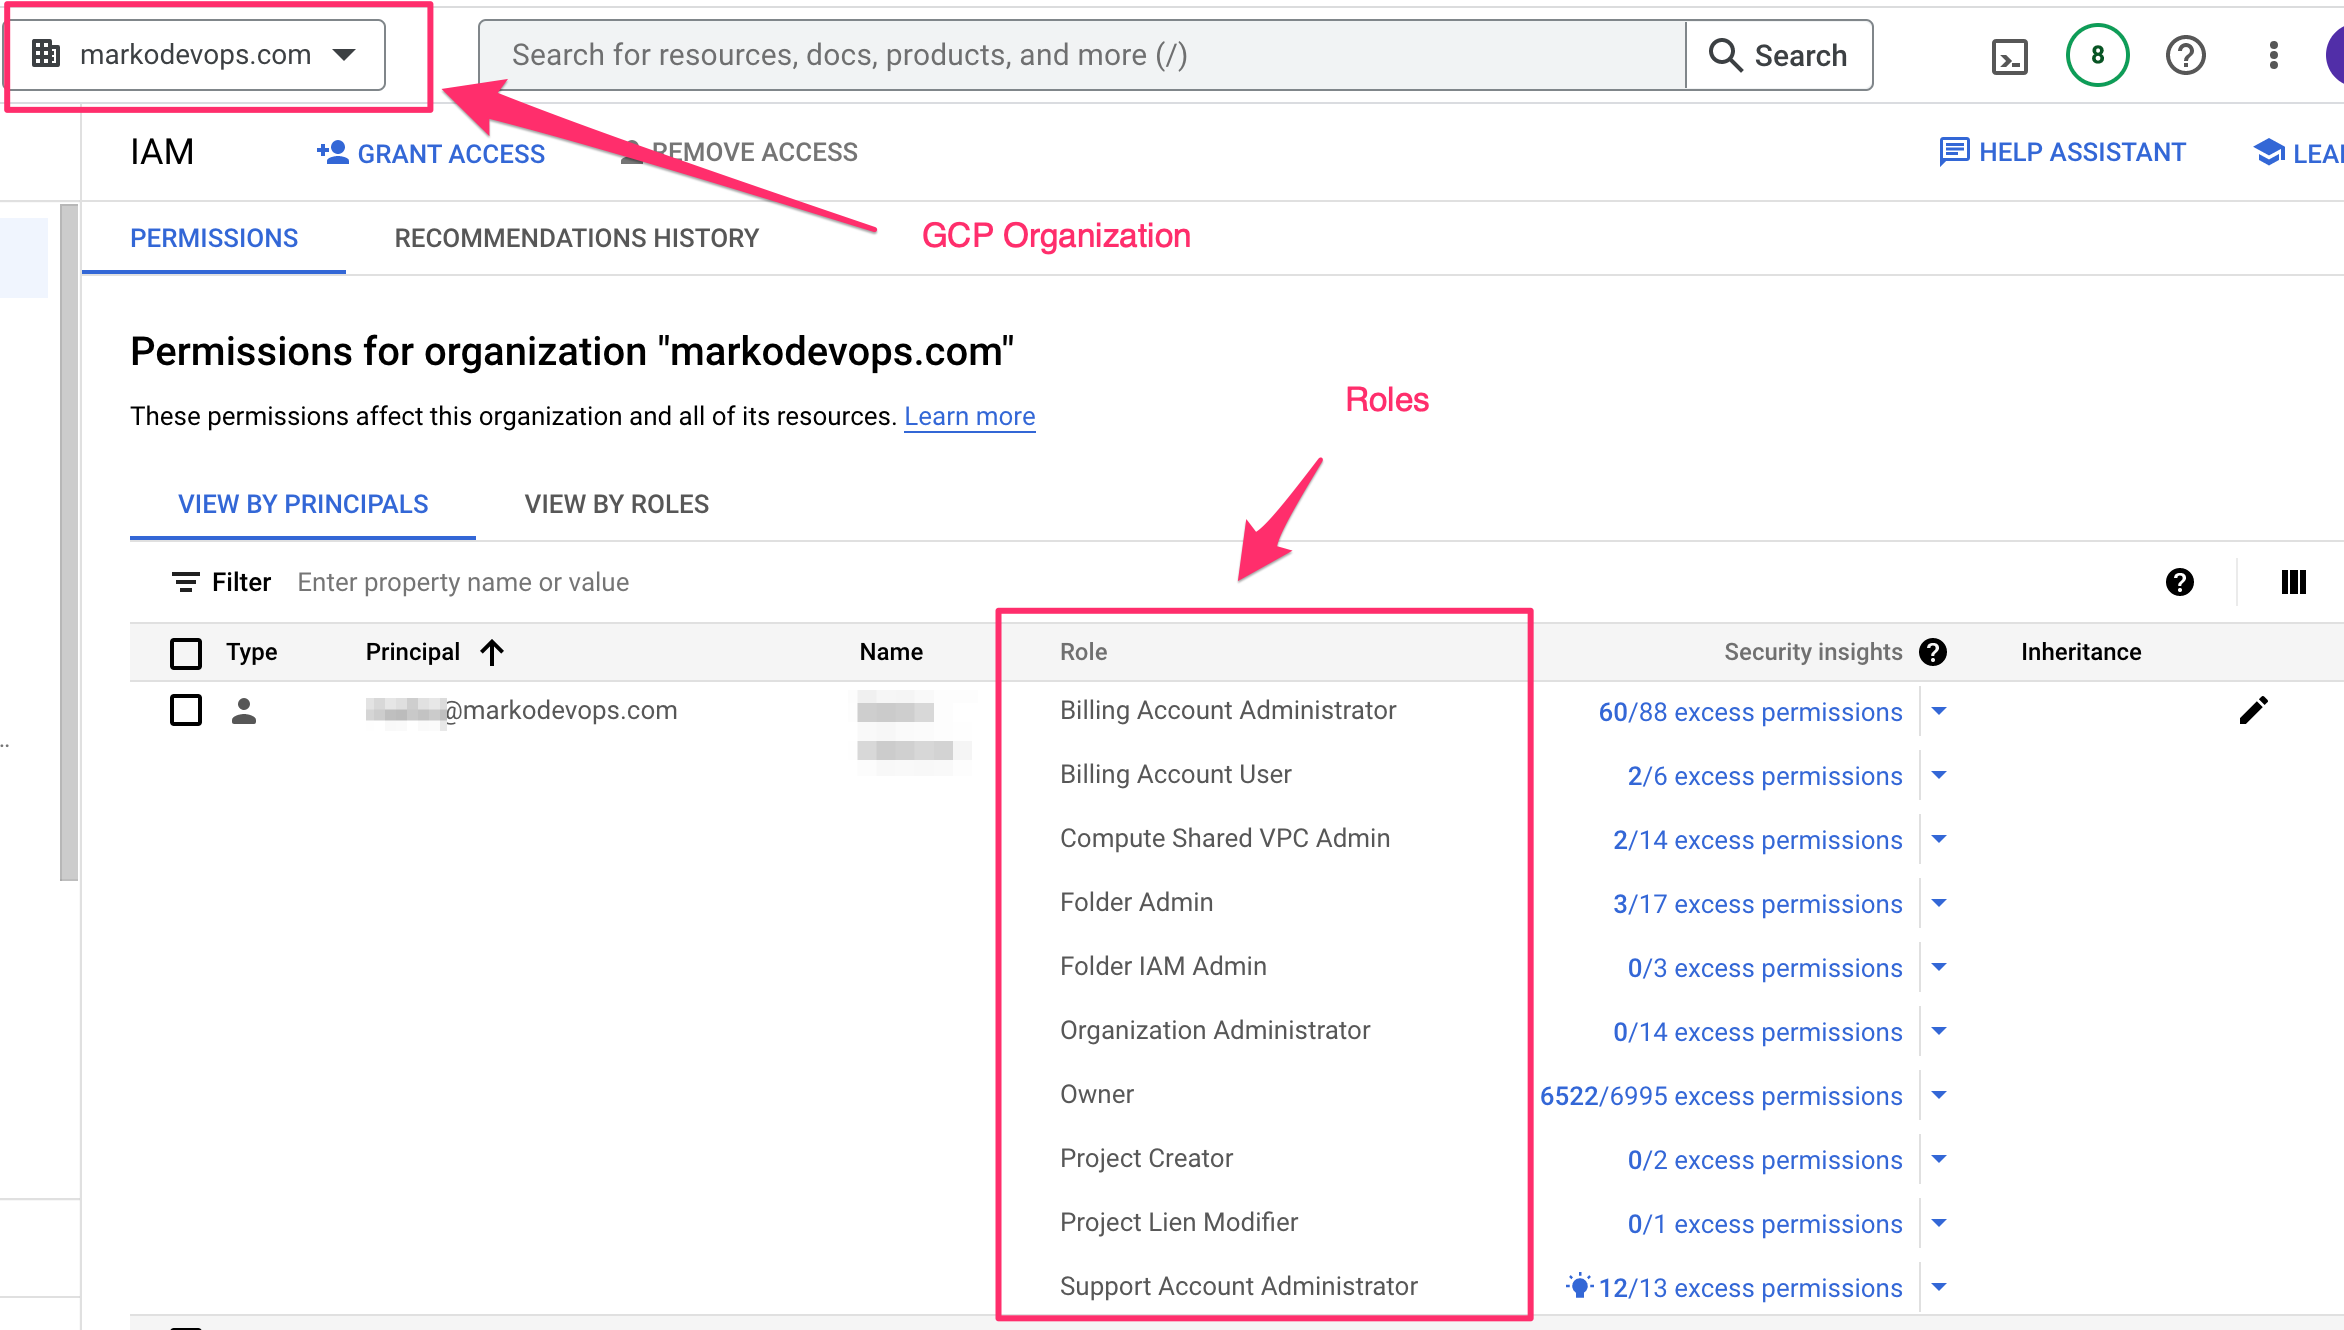 markodevops.com
Search for resources, docs, products, and more (/)
Search
8
IAM
GRANT ACCESS
REMOVE ACCESS
HELP ASSISTANT
PERMISSIONS
RECOMMENDATIONS HISTORY
GCP Organization
Permissions for organization "markodevops.com"
These permissions affect this organization and all of its resources. Learn more
Roles
VIEW BY PRINCIPALS
VIEW BY ROLES
Filter Enter property name or value
Type Principal Name Role Security insights Inheritance
@markodevops.com Billing Account Administrator 60/88 excess permissions
Billing Account User 2/6 excess permissions
Compute Shared VPC Admin 2/14 excess permissions
Folder Admin 3/17 excess permissions
Folder IAM Admin 0/3 excess permissions
Organization Administrator 0/14 excess permissions
Owner 6522/6995 excess permissions
Project Creator 0/2 excess permissions
Project Lien Modifier 0/1 excess permissions
Support Account Administrator 12/13 excess permissions